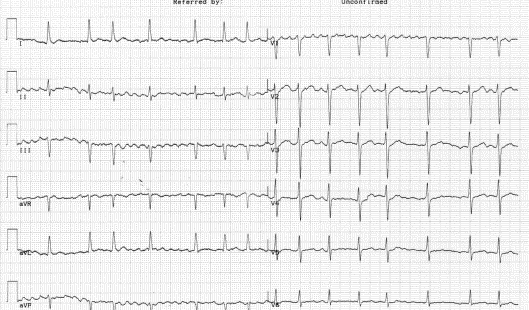 Referred by: Unconfirmed
I V1
II V2
III V3
aVR V4
aVL V5
aVF V6